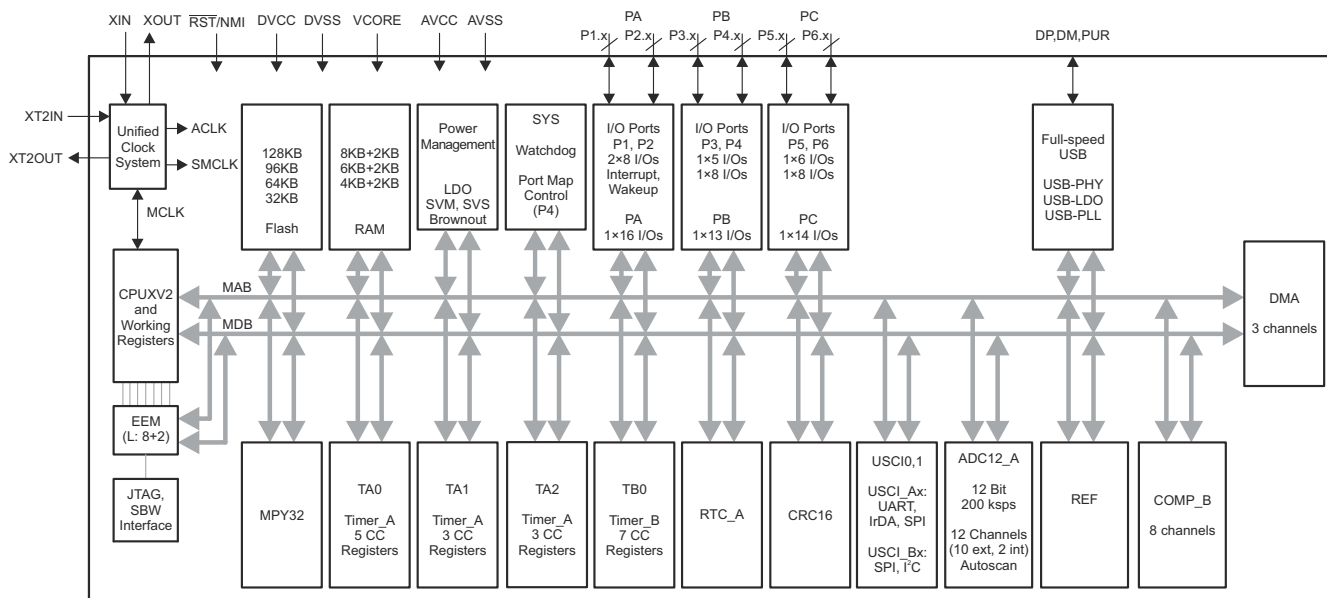 XIN
XOUT
RST/NMI
DVCC
DVSS
VCORE
AVCC
AVSS
PA
P1.x
P2.x
PB
P3.x
P4.x
PC
P5.x
P6.x
DP,DM,PUR
XT2IN
XT2OUT
Unified
Clock
System
ACLK
SMCLK
MCLK
128KB
96KB
64KB
32KB
Flash
8KB+2KB
6KB+2KB
4KB+2KB
RAM
Power
Management
LDO
SVM, SVS
Brownout
SYS
Watchdog
Port Map
Control
(P4)
I/O Ports
P1, P2
2×8 I/Os
Interrupt,
Wakeup
PA
1×16 I/Os
I/O Ports
P3, P4
1×5 I/Os
1×8 I/Os
PB
1×13 I/Os
I/O Ports
P5, P6
1×6 I/Os
1×8 I/Os
PC
1×14 I/Os
Full-speed
USB
USB-PHY
USB-LDO
USB-PLL
CPUXV2
and
Working
Registers
MAB
MDB
DMA
3 channels
EEM
(L: 8+2)
JTAG,
SBW
Interface
MPY32
TA0
Timer_A
5 CC
Registers
TA1
Timer_A
3 CC
Registers
TA2
Timer_A
3 CC
Registers
TB0
Timer_B
7 CC
Registers
RTC_A
CRC16
USCI0,1
USCI_Ax:
UART,
IrDA, SPI
USCI_Bx:
SPI, I²C
ADC12_A
12 Bit
200 ksps
12 Channels
(10 ext, 2 int)
Autoscan
REF
COMP_B
8 channels